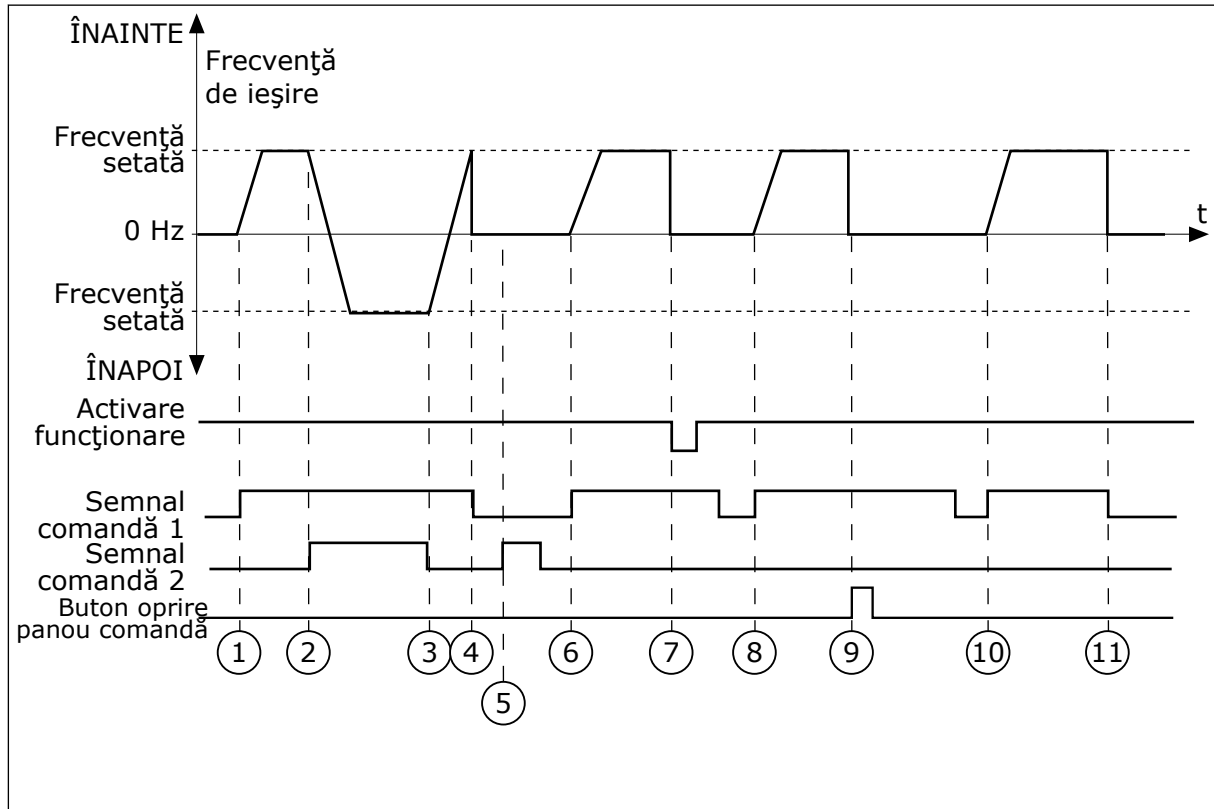 ÎNAINTE
Frecvenţă
de ieşire
Frecvenţă
setată
0 Hz
t
Frecvenţă
setată
ÎNAPOI
Activare
funcţionare
Semnal
comandă 1
Semnal
comandă 2
Buton oprire
panou comandă
1 2 3 4 6 7 8 9 10 11
5